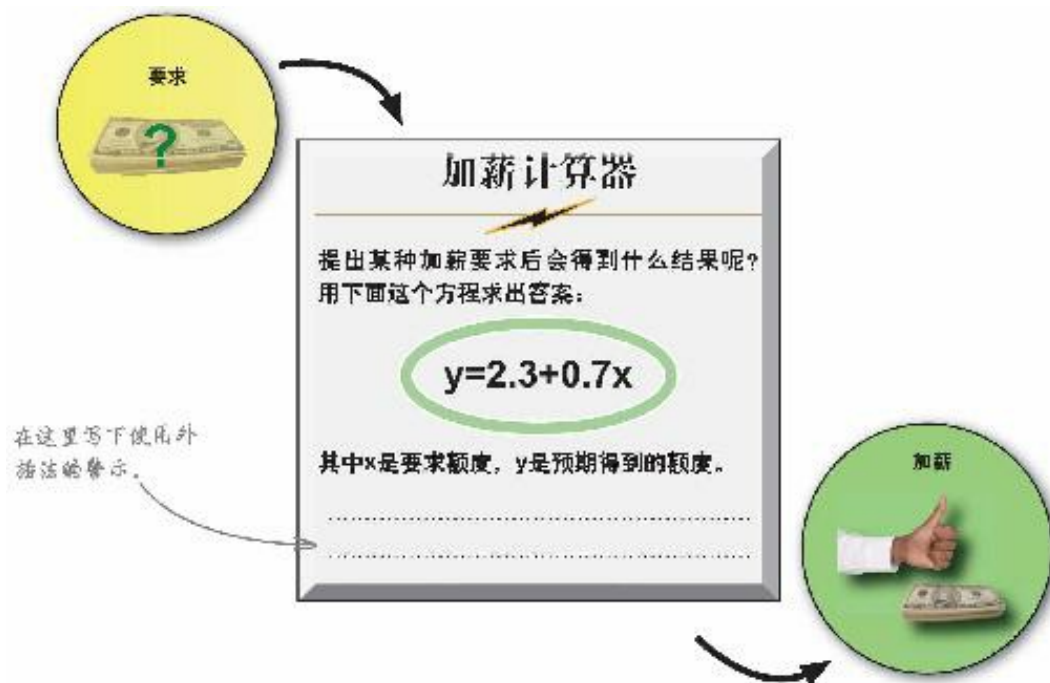 要求
?
加薪计算器
提出某种加薪要求后会得到什么结果呢?
用下面这个方程求出答案:
y=2.3+0.7x
在这里写下使用外
插法的警示。
其中x是要求额度，y是预期得到的额度。
加薪